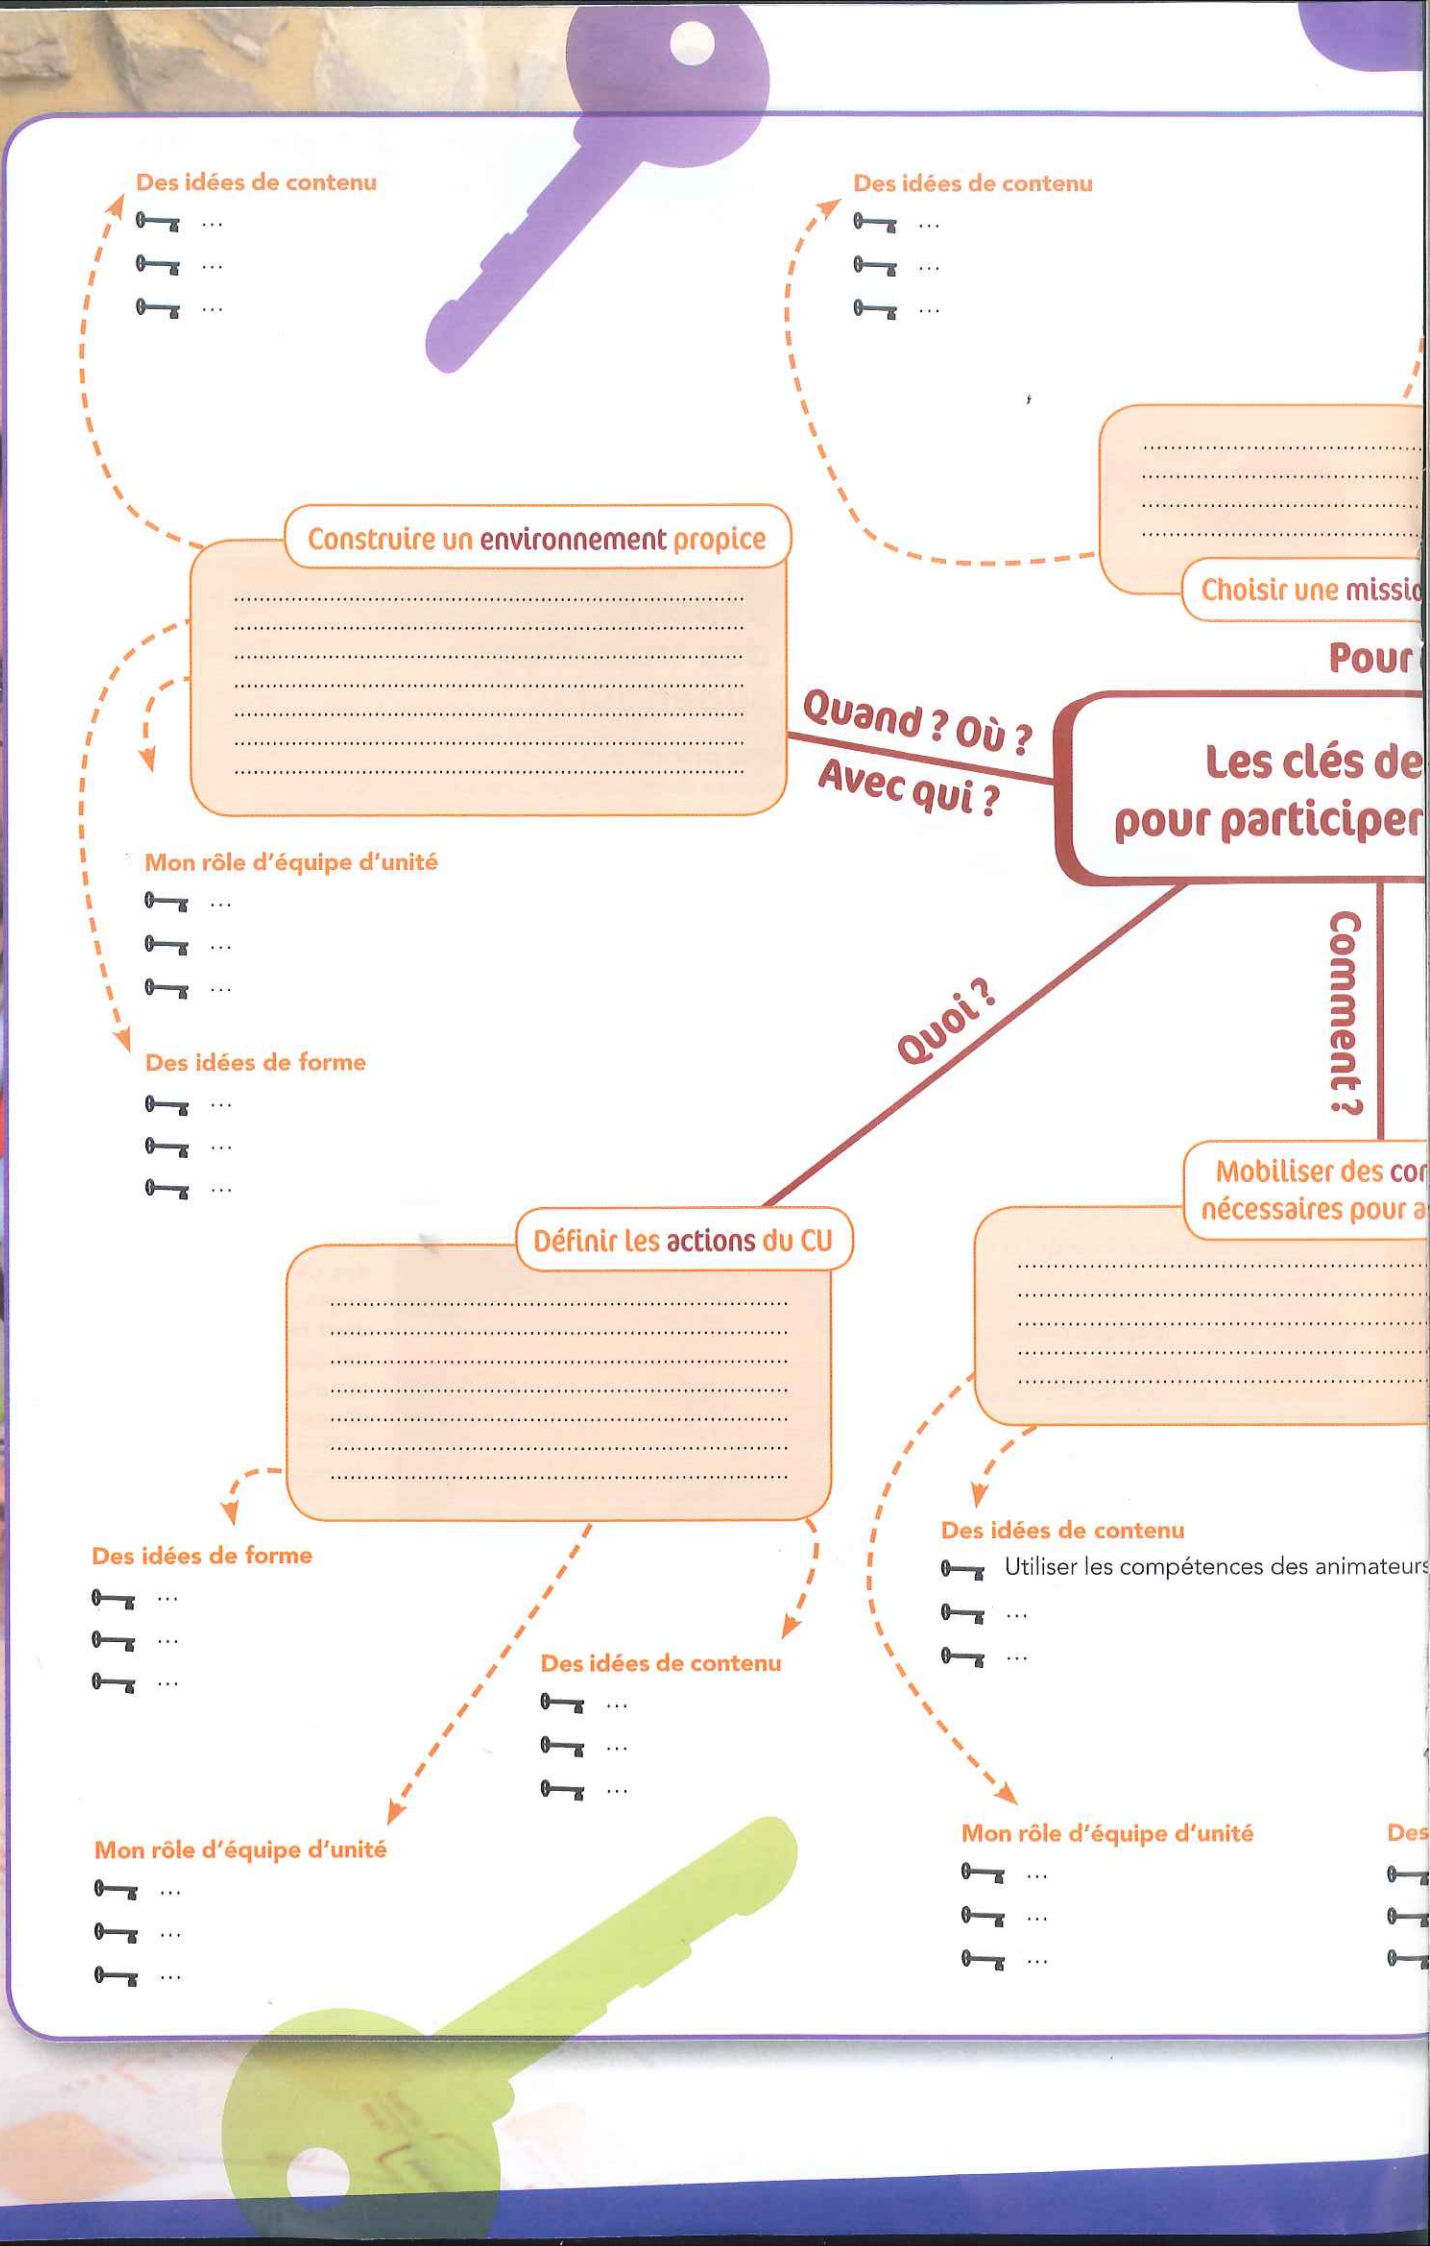 Des idées de contenu
...
...
...
Des idées de contenu
...
...
...
Construire un environnement propice
Choisir une
Pour
Quand ? Où ?
Avec qui ?
Les clés de
pour participer
Mon rôle d'équipe d'unité
...
...
...
Des idées de forme
...
...
...
Quoi ?
Comment ?
Définir les actions du CU
Mobiliser des
nécessaires pour
Des idées de forme
...
...
...
Des idées de contenu
...
...
...
Mon rôle d'équipe d'unité
...
...
...
Des idées de contenu
Utiliser les compétences des animateurs
...
...
Mon rôle d'équipe d'unité
...
...
...
Des